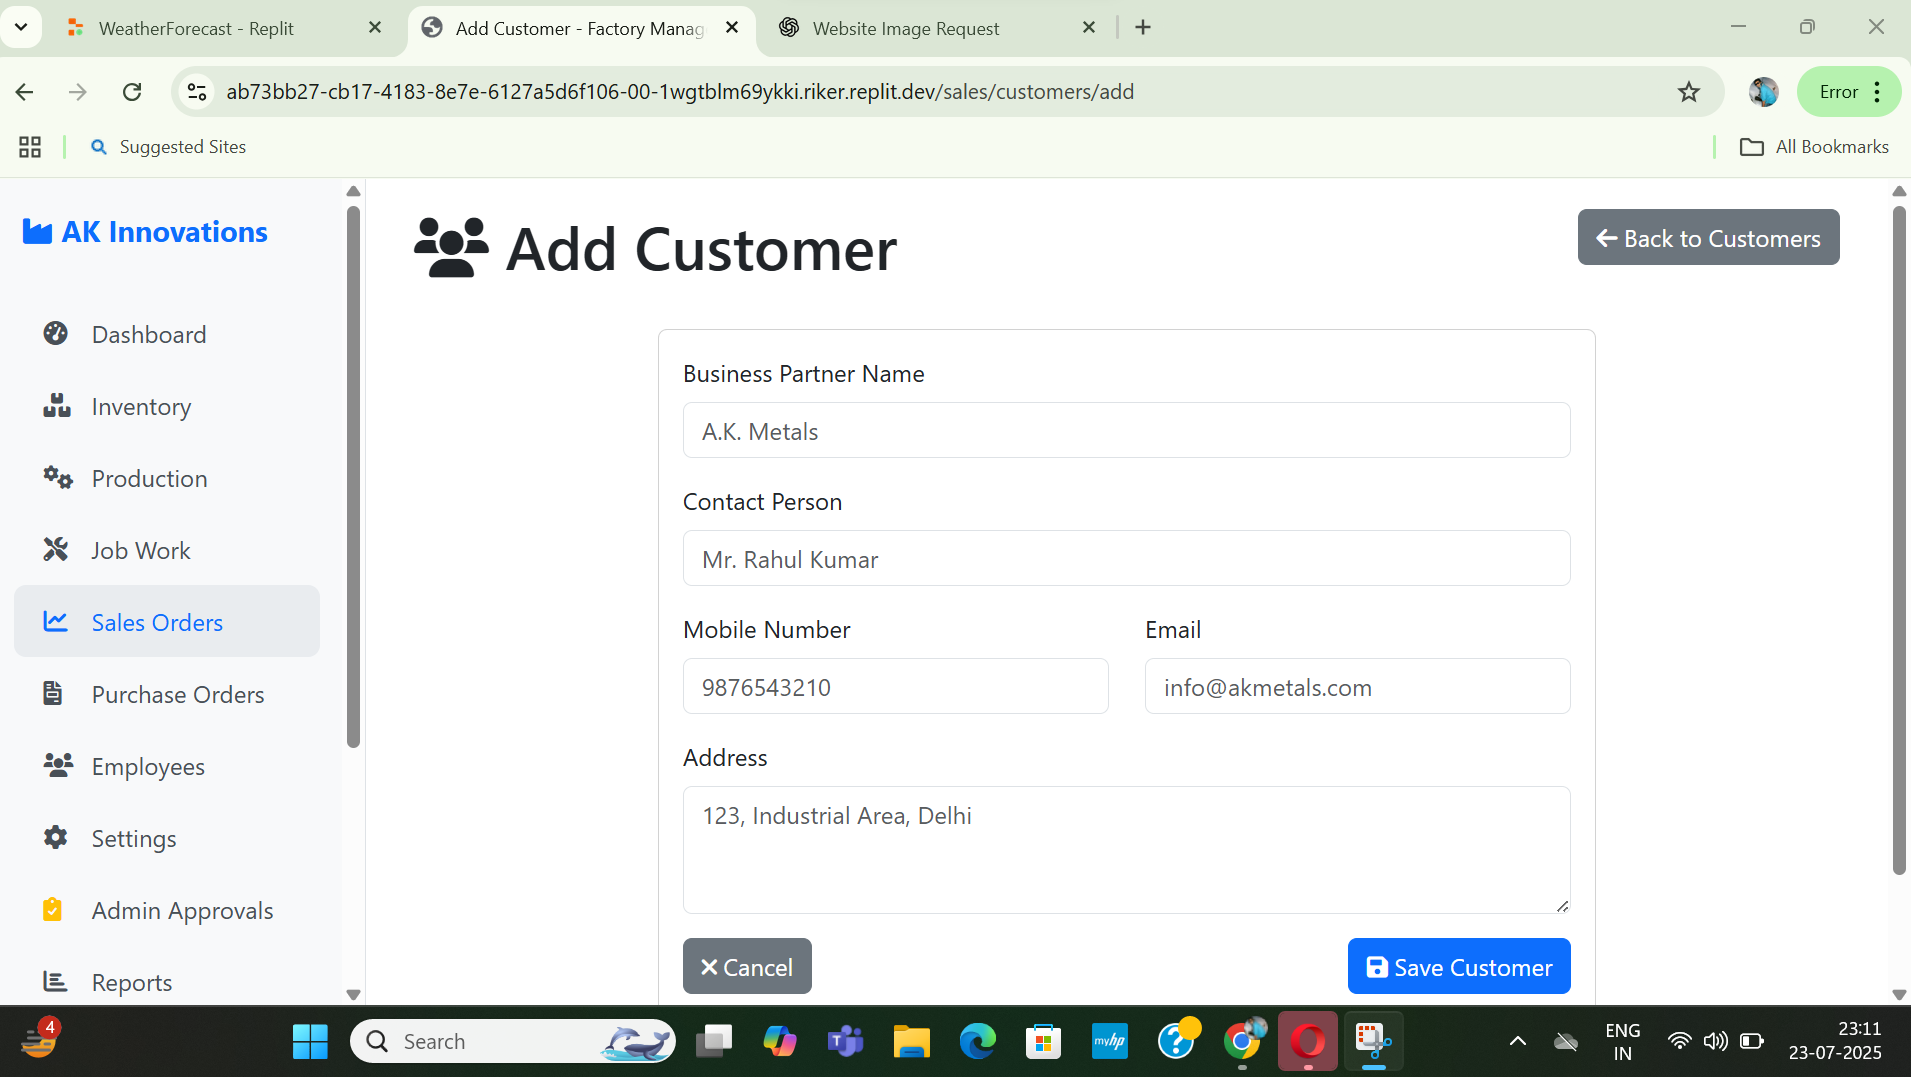 WeatherForecast - Replit
Add Customer - Factory Manag
Website Image Request
ab73bb27-cb17-4183-8e7e-6127a5d6f106-00-1wgtblm69ykki.riker.replit.dev/sales/customers/add
Error
Suggested Sites
All Bookmarks
AK Innovations
Dashboard
Inventory
Production
Job Work
Sales Orders
Purchase Orders
Employees
Settings
Admin Approvals
Reports
Add Customer
Back to Customers
Business Partner Name
A.K. Metals
Contact Person
Mr. Rahul Kumar
Mobile Number
9876543210
Email
info@akmetals.com
Address
123, Industrial Area, Delhi
Cancel
Save Customer
4
Search
myhp
ENG
IN
23:11
23-07-2025